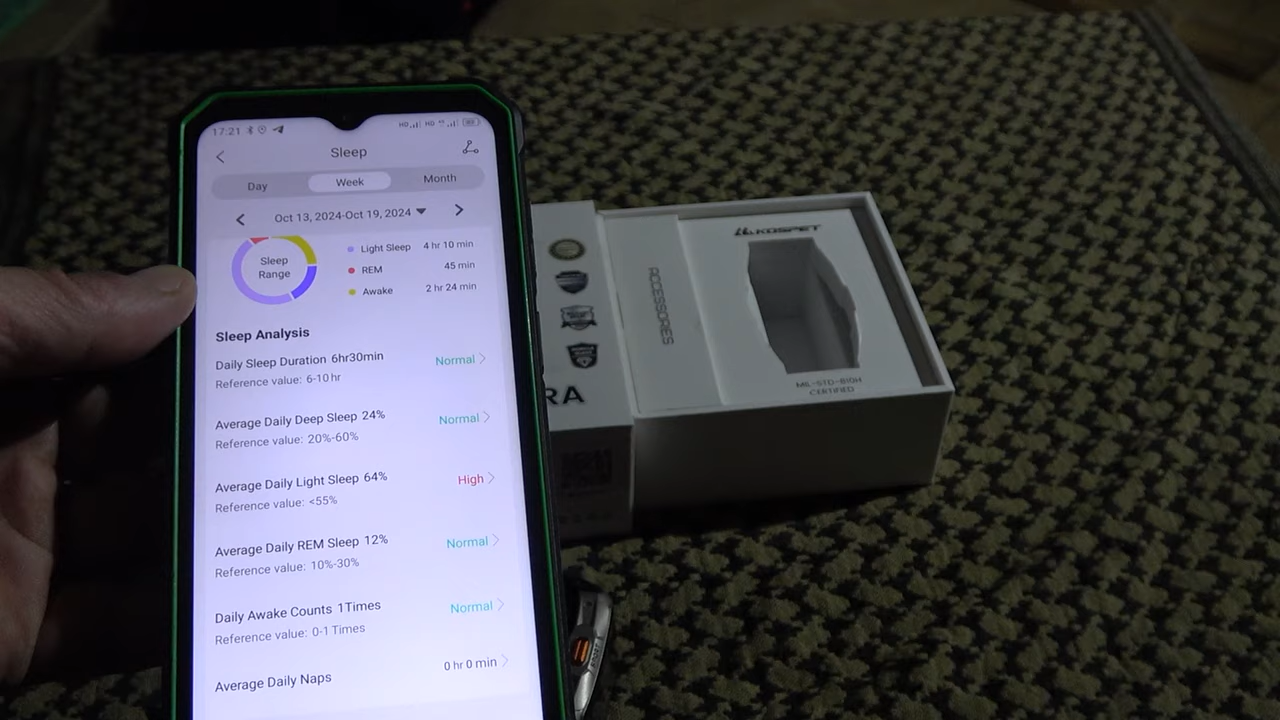 17:21
Sleep
Day
Week
Month
Oct 13, 2024-Oct 19, 2024
Sleep
Range
Light Sleep 4 hr 10 min
REM 45 min
Awake 2 hr 24 min
Sleep Analysis
Daily Sleep Duration 6hr30min Normal
Reference value: 6-10 hr
Average Daily Deep Sleep 24% Normal
Reference value: 20%-60%
Average Daily Light Sleep 64% High
Reference value: <55%
Average Daily REM Sleep 12% Normal
Reference value: 10%-30%
Daily Awake Counts 1Times Normal
Reference value: 0-1 Times
Average Daily Naps 0 hr 0 min
RA
ACCESSORIES
KOSPET
MIL-STD-810H
CERTIFIED